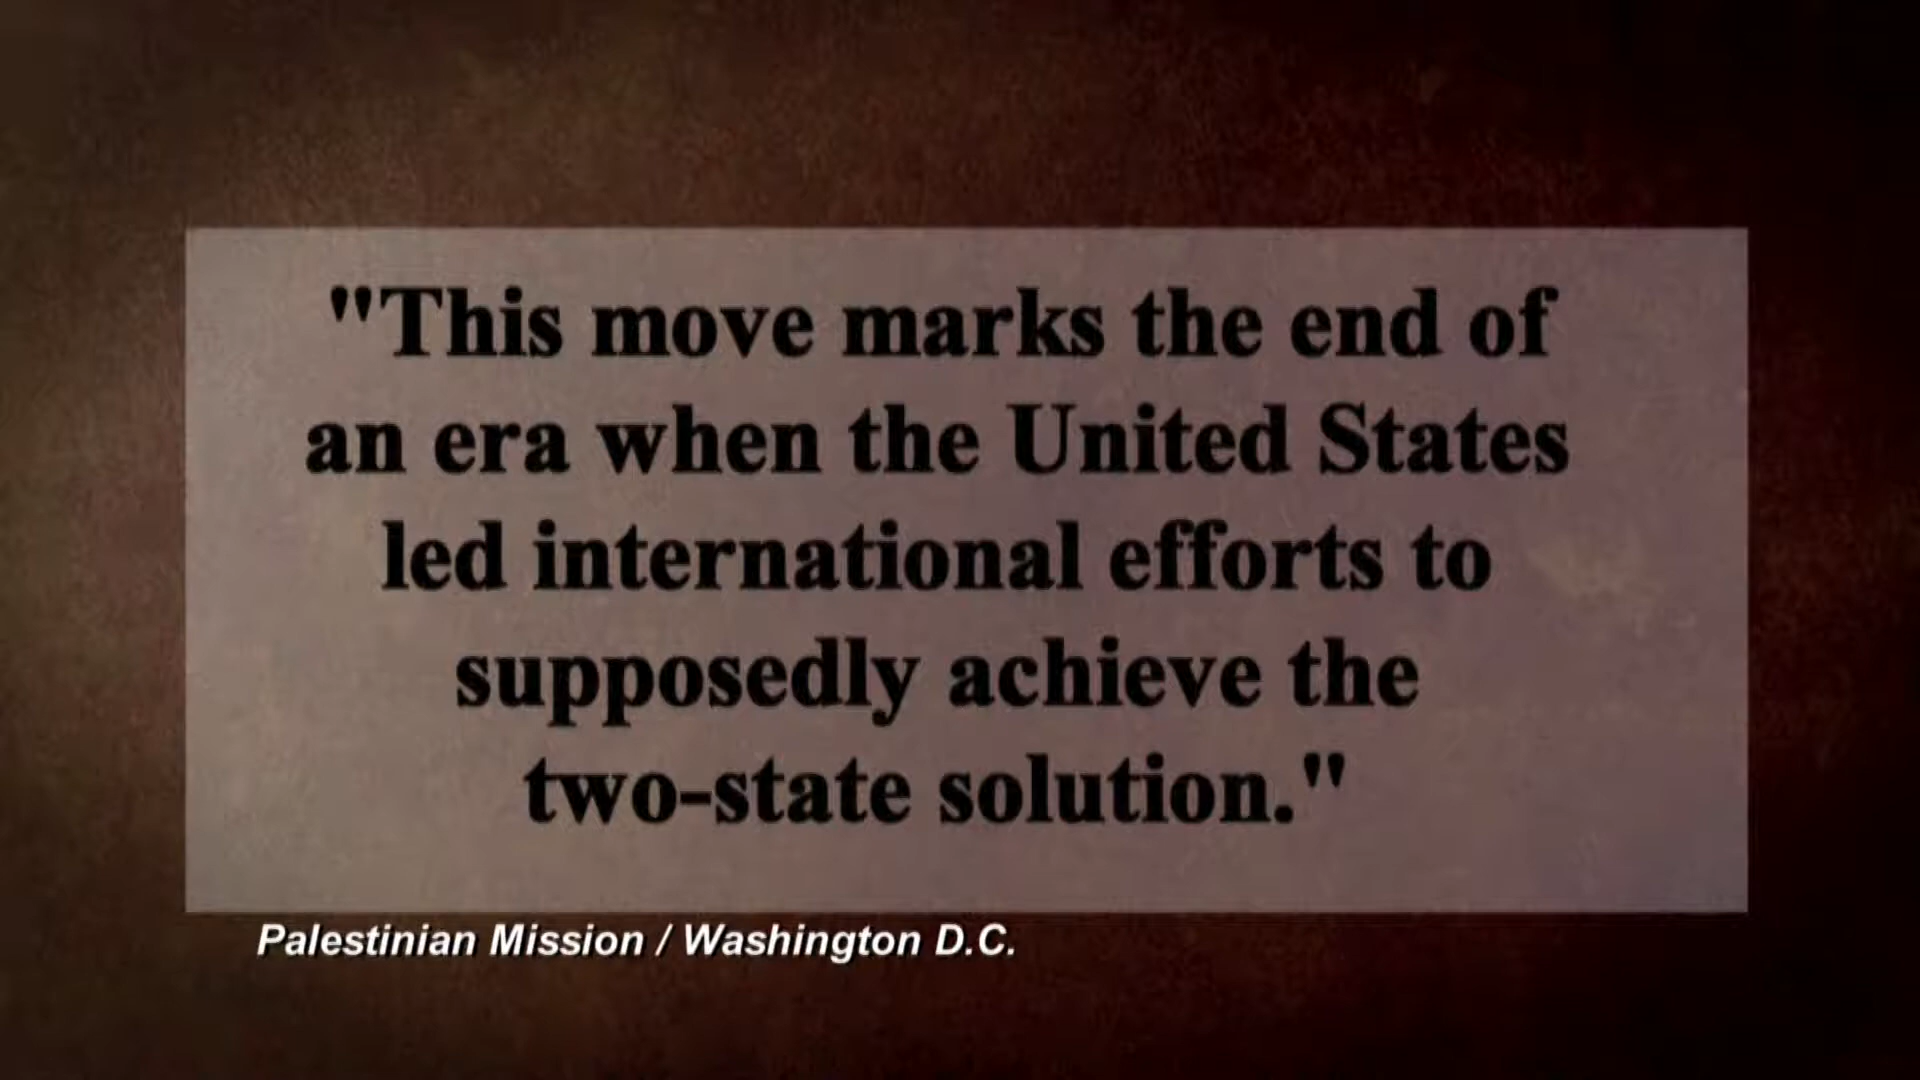 "This move marks the end of
an era when the United States
led international efforts to
supposedly achieve the
two-state solution."
Palestinian Mission / Washington D.C.